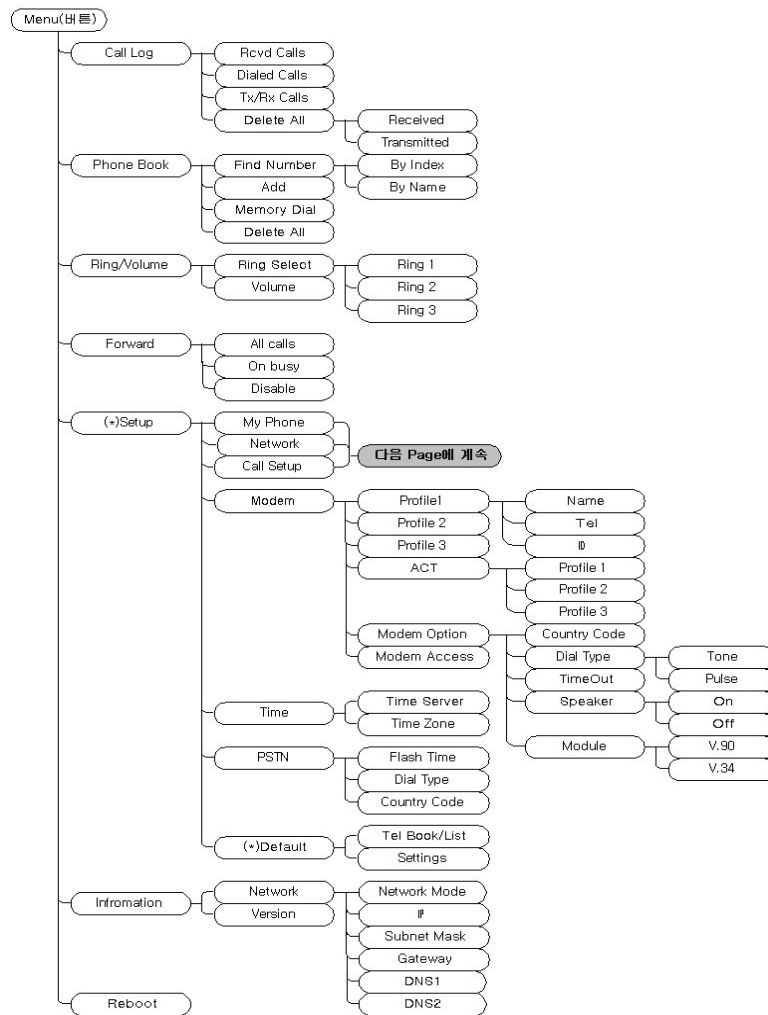 Menu(버튼)
Call Log
Rcvd Calls
Dialed Calls
Tx/Rx Calls
Delete All
Received
Transmitted
Phone Book
Find Number
By Index
Add
By Name
Memory Dial
Delete All
Ring/Volume
Ring Select
Ring 1
Volume
Ring 2
Ring 3
Forward
All calls
On busy
Disable
(*)Setup
My Phone
Network
Call Setup
다음 Page에 계속
Modem
Profile1
Name
Profile 2
Tel
Profile 3
ID
ACT
Profile 1
Profile 2
Profile 3
Modem Option
Country Code
Modem Access
Dial Type
Tone
Pulse
TimeOut
Speaker
On
Off
Module
V.90
V.34
Time
Time Server
Time Zone
PSTN
Flash Time
Dial Type
Country Code
(*)Default
Tel Book/List
Settings
Infromation
Network
Network Mode
Version
IP
Subnet Mask
Gateway
DNS1
DNS2
Reboot